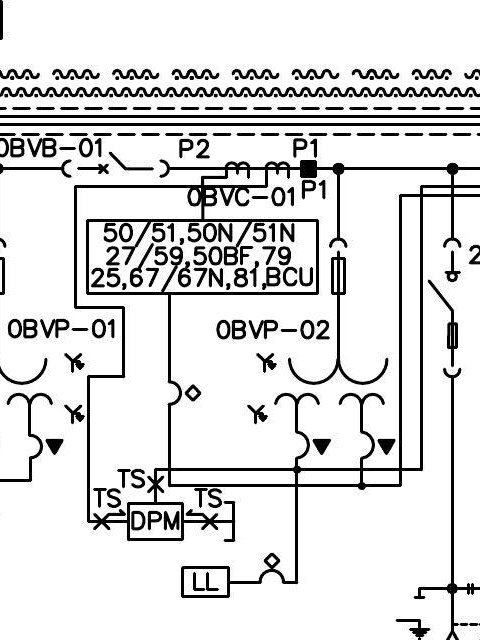 0BVB-01
P2
P1
P1
0BVC-01
50/51,50N/51N
27/59,50BF,79
25,67/67N,81,BCU
0BVP-01
0BVP-02
2
TS
TS
TS
DPM
LL